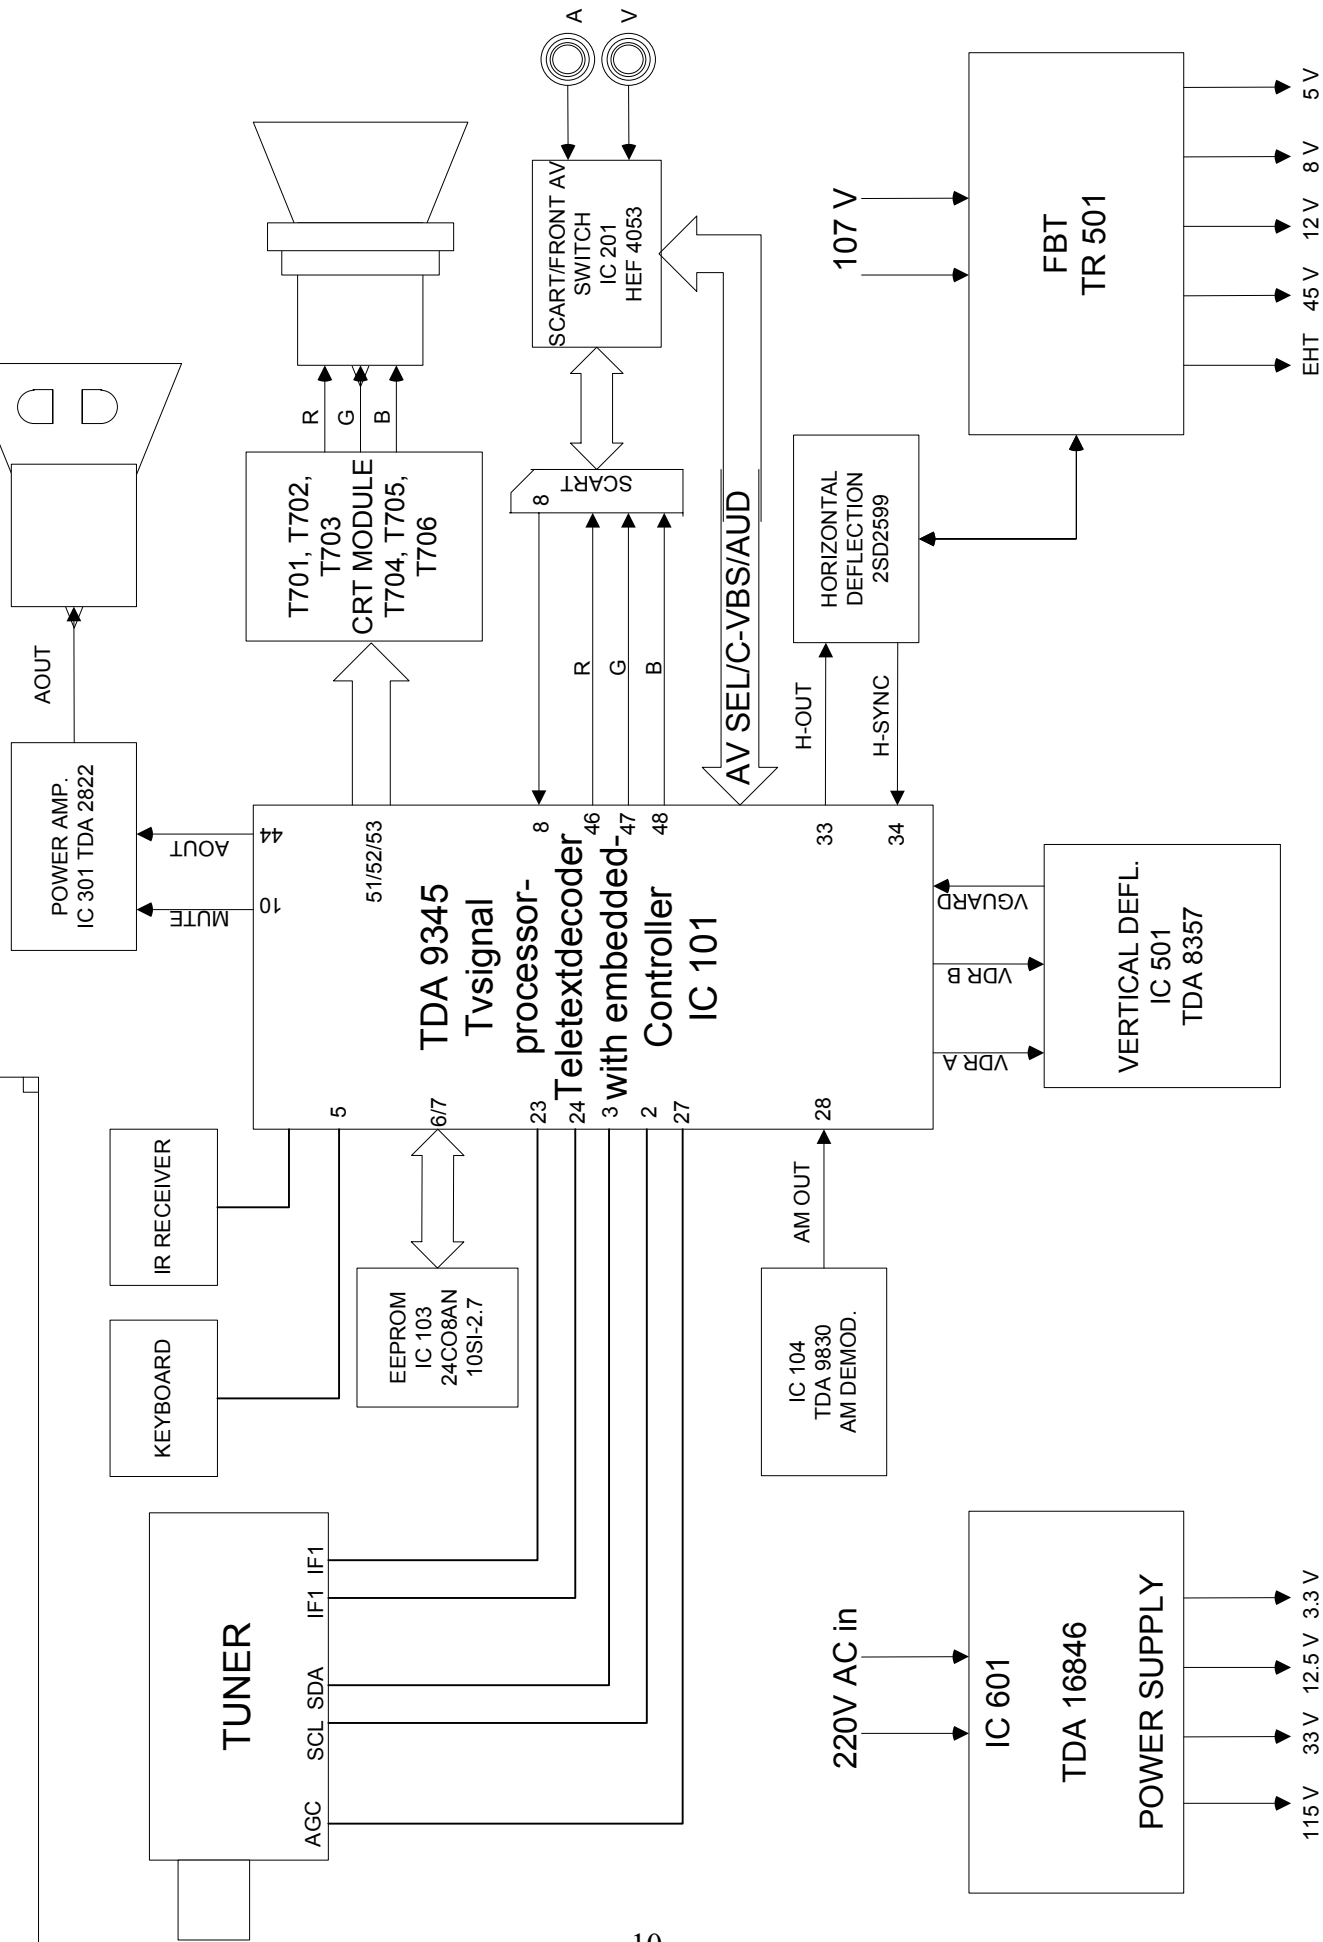 TUNER
AGC
SCL
SDA
IF1
IF1
KEYBOARD
IR RECEIVER
POWER AMP.
IC 301 TDA 2822
AOUT
MUTE
AOUT
10
44
5
6/7
23
24
3
2
27
28
EEPROM
IC 103
24CO8AN
10SI-2.7
TDA 9345
Tvsignal
processor-
Teletextdecoder
with embedded-
Controller
IC 101
51/52/53
8
46
47
48
33
34
T701, T702,
T703
CRT MODULE
T704, T705,
T706
R
G
B
A
V
SCART/FRONT AV
SWITCH
IC 201
HEF 4053
SCART
8
R
G
B
AV SEL/C-VBS/AUD
IC 104
TDA 9830
AM DEMOD.
AM OUT
H-OUT
H-SYNC
HORIZONTAL
DEFLECTION
2SD2599
VDR A
VDR B
VGUARD
VERTICAL DEFL.
IC 501
TDA 8357
220V AC in
IC 601
TDA 16846
POWER SUPPLY
115 V
33 V
12.5 V
3.3 V
107 V
FBT
TR 501
EHT
45 V
12 V
8 V
5 V